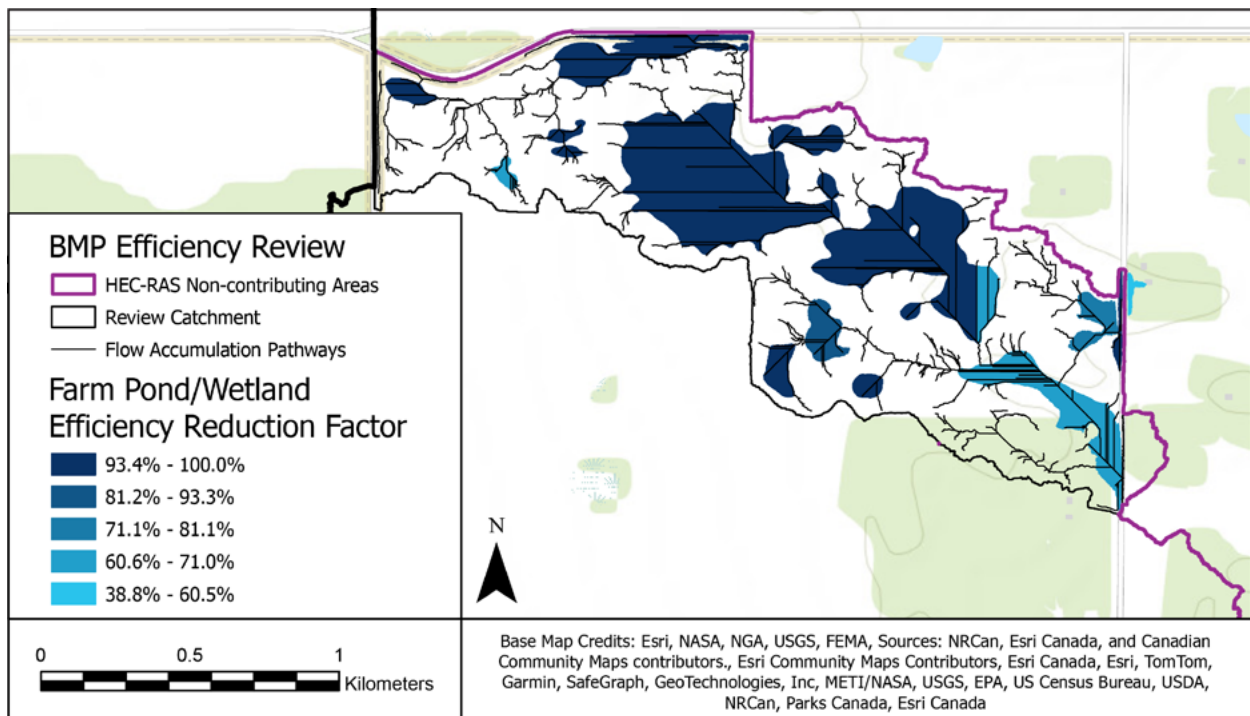 BMP Efficiency Review
HEC-RAS Non-contributing Areas
Review Catchment
Flow Accumulation Pathways
Farm Pond/Wetland
Efficiency Reduction Factor
93.4% - 100.0%
81.2% - 93.3%
71.1% - 81.1%
60.6% - 71.0%
38.8% - 60.5%
N
0 0.5 1
Kilometers
Base Map Credits: Esri, NASA, NGA, USGS, FEMA, Sources: NRCan, Esri Canada, and Canadian
Community Maps contributors., Esri Community Maps Contributors, Esri Canada, Esri, TomTom,
Garmin, SafeGraph, GeoTechnologies, Inc, METI/NASA, USGS, EPA, US Census Bureau, USDA,
NRCan, Parks Canada, Esri Canada